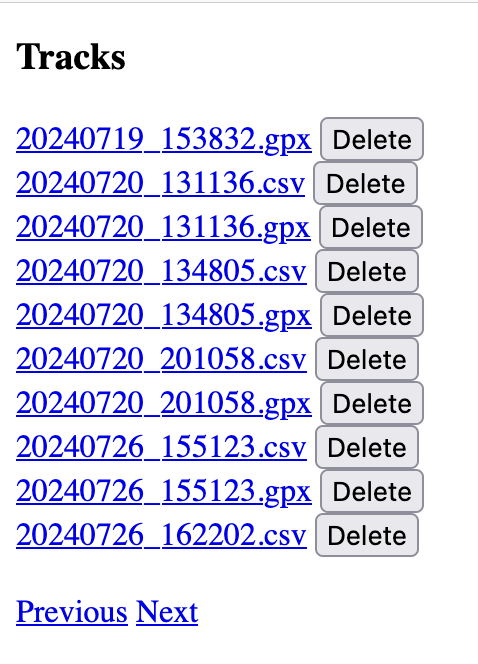 Tracks
20240719_153832.gpx Delete
20240720_131136.csv Delete
20240720_131136.gpx Delete
20240720_134805.csv Delete
20240720_134805.gpx Delete
20240720_201058.csv Delete
20240720_201058.gpx Delete
20240726_155123.csv Delete
20240726_155123.gpx Delete
20240726_162202.csv Delete
Previous Next